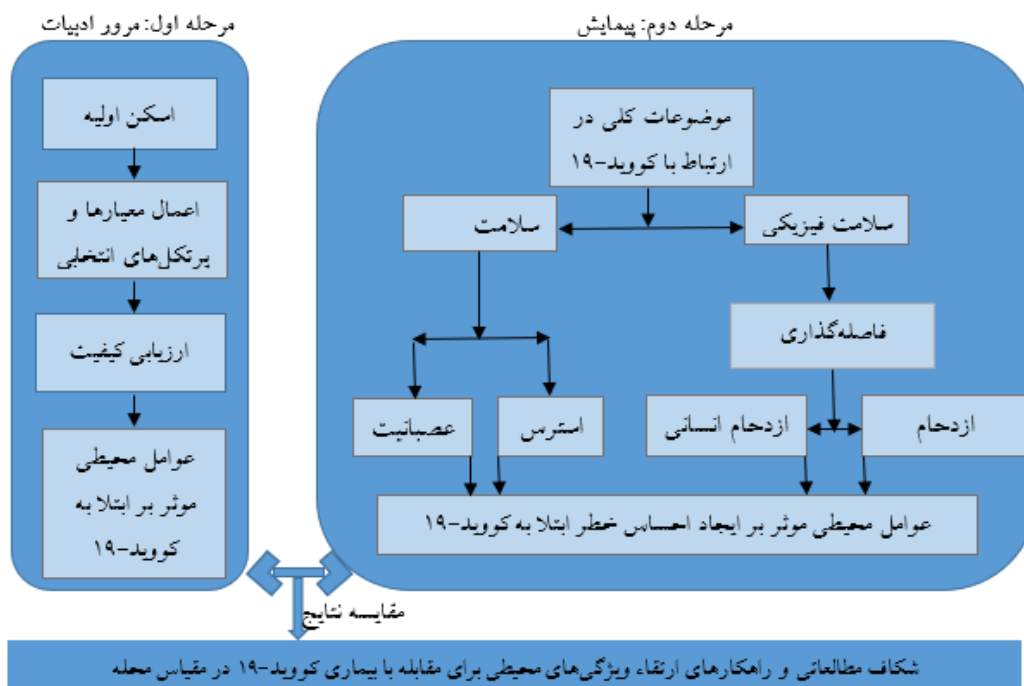 مرحله اول: مرور ادبیات
اسکن اولیه
اعمال معیارها و
پرتکل‌های انتخلبی
ارزیابی کیفیت
عوامل محیطی
موثر بر ابتلا به
کووید-۱۹
مرحله دوم: پیمایش
موضوعات کلی در
ارتباط با کووید-۱۹
سلامت فیزیکی
سلامت
فاصله‌گذاری
ازدحام
ازدحام انسانی
استرس
عصبانیت
عوامل محیطی موثر بر ایجاد احساس خطر ابتلا به کووید-۱۹
مقایسه نتایج
شکاف مطالعاتی و راهکارهای ارتقاء ویژگی‌های محیطی برای مقابله با بیماری کووید-۱۹ در مقیاس محله